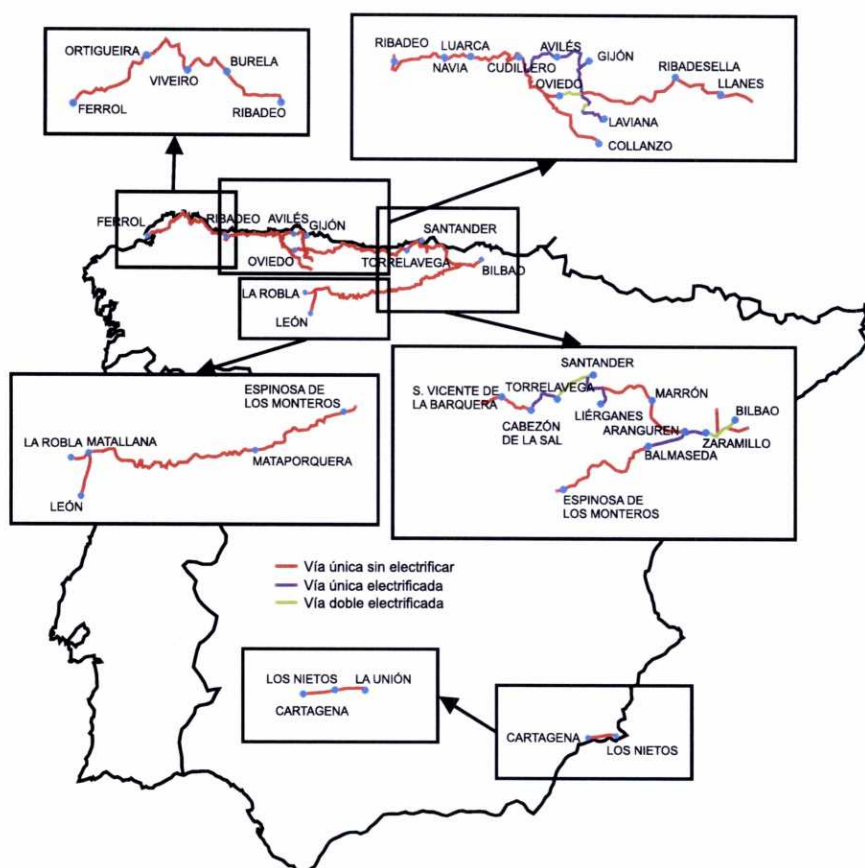 ORTIGUEIRA
BURELA
VIVEIRO
FERROL
RIBADEO
RIBADEO
LUARCA
AVILÉS
GIJÓN
NAVIA
CUDILLERO
RIBADESELLA
OVIEDO
LLANES
LAVIANA
COLLANZO
FERROL
RIBADEO
AVILÉS
GIJÓN
SANTANDER
OVIEDO
TORRELAVEGA
BILBAO
LA ROBLA
LEÓN
ESPINOSA DE
LOS MONTEROS
LA ROBLA
MATALLANA
MATAPORQUERA
LEÓN
SANTANDER
S. VICENTE DE
LA BARQUERA
TORRELAVEGA
MARRÓN
CABEZÓN
DE LA SAL
LIÉRGANES
ARANGUREN
BILBAO
ZARAMILLO
BALMASEDA
ESPINOSA DE
LOS MONTEROS
Vía única sin electrificar
Vía única electrificada
Vía doble electrificada
LOS NIETOS
LA UNIÓN
CARTAGENA
CARTAGENA
LOS NIETOS